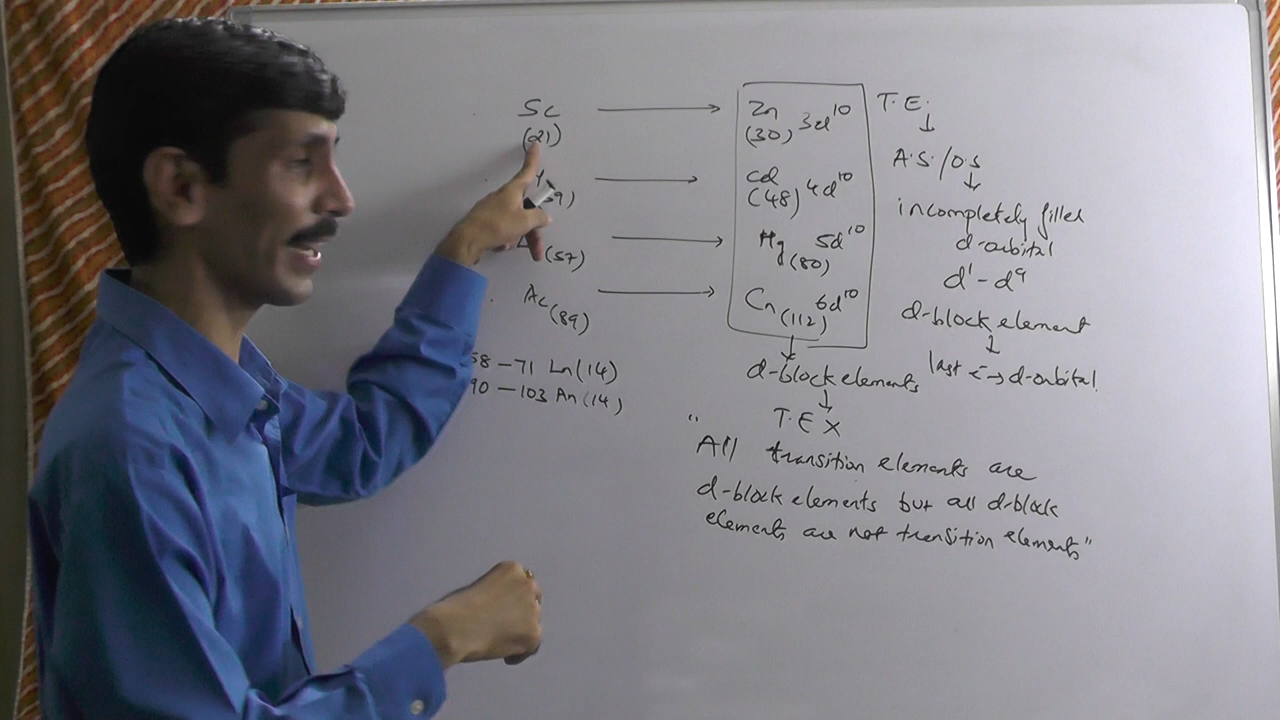 Sc → Zn 3d¹⁰
(21) (30)
→ Cd 4d¹⁰
(48)
(57) → Hg 5d¹⁰
(80)
Ac (89) → Cn 6d¹⁰
(112)
58 – 71 Ln (14)
90 – 103 An (14)
↓
d-block elements
↓
T.E X
T.E.
↓
A.S. / O.S
↓
incompletely filled
d-orbital
d¹ – d⁹
d-block element
↓
last e⁻ → d-orbital
"All transition elements are
d-block elements but all d-block
elements are not transition elements"